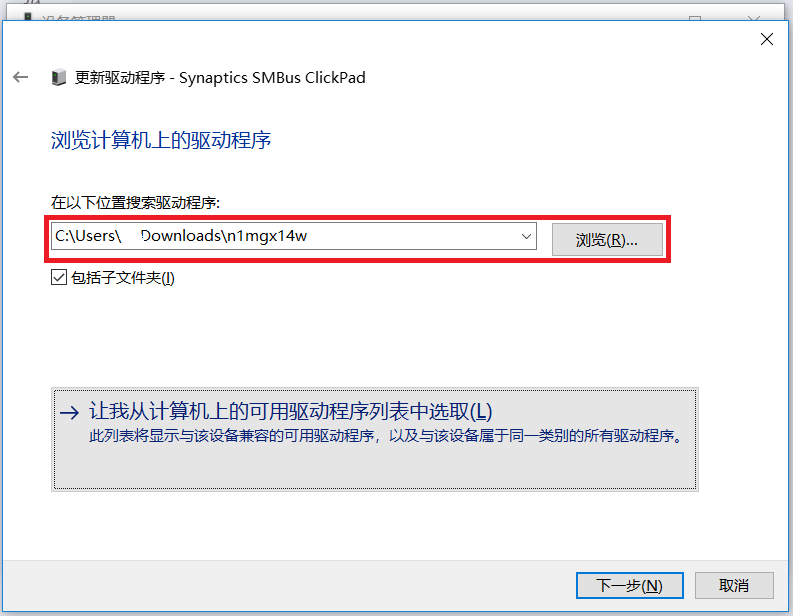 更新驱动程序 - Synaptics SMBus ClickPad
浏览计算机上的驱动程序
在以下位置搜索驱动程序:
C:\Users\ Downloads\n1mgx14w
浏览(R)...
包括子文件夹(I)
让我从计算机上的可用驱动程序列表中选取(L)
此列表将显示与该设备兼容的可用驱动程序，以及与该设备属于同一类别的所有驱动程序。
下一步(N)
取消